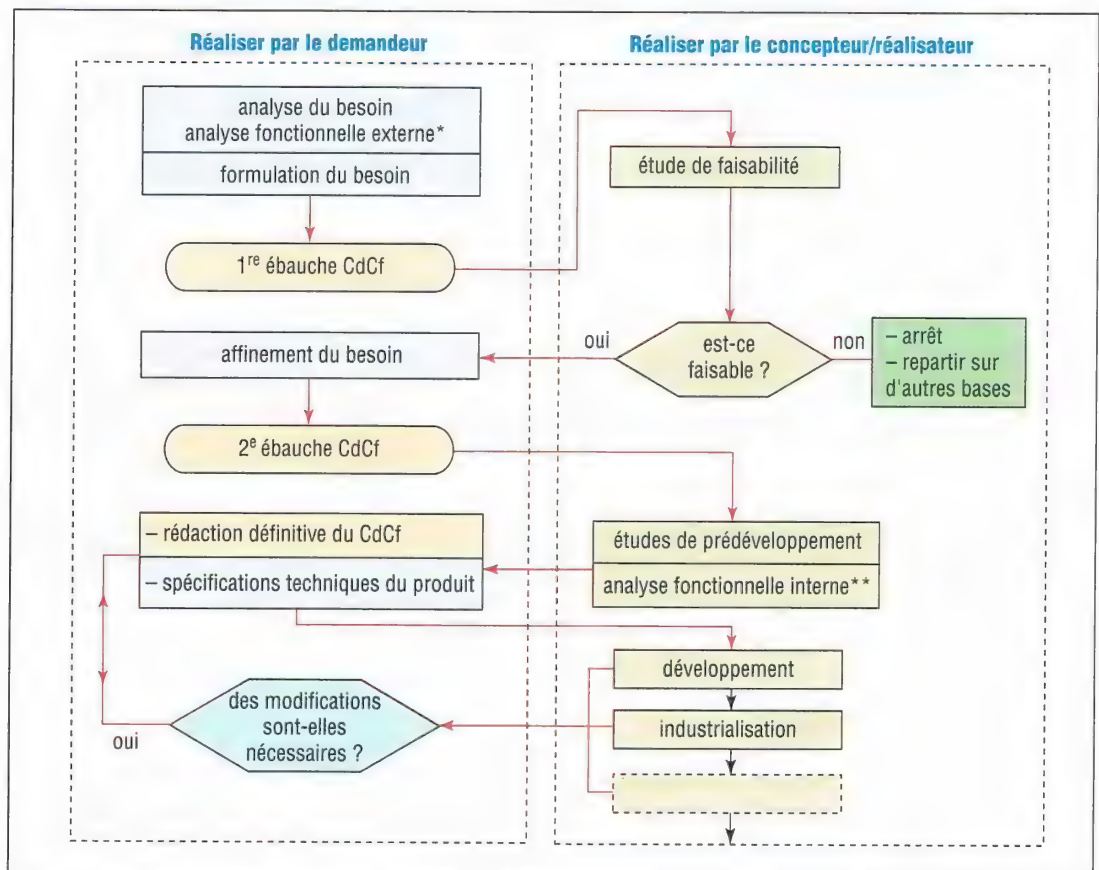 Réaliser par le demandeur
Réaliser par le concepteur/réalisateur
analyse du besoin
analyse fonctionnelle externe*
formulation du besoin
1re ébauche CdCf
étude de faisabilité
est-ce
faisable ?
oui
non
– arrêt
– repartir sur
d'autres bases
affinement du besoin
2e ébauche CdCf
études de prédéveloppement
analyse fonctionnelle interne**
– rédaction définitive du CdCf
– spécifications techniques du produit
développement
industrialisation
des modifications
sont-elles
nécessaires ?
oui